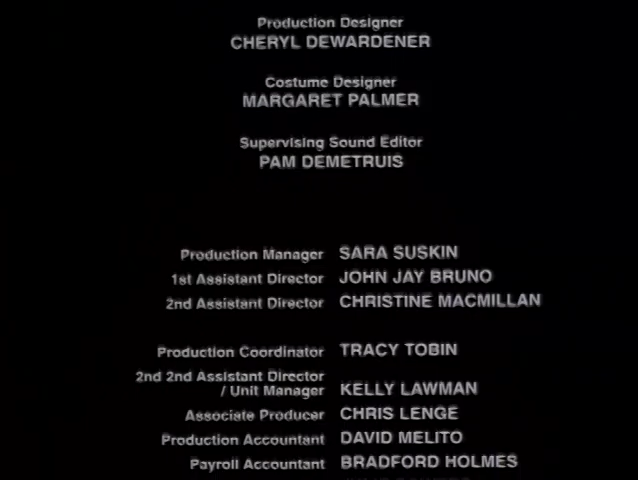 Production Designer
CHERYL DEWARDENER
Costume Designer
MARGARET PALMER
Supervising Sound Editor
PAM DEMETRUIS
Production Manager SARA SUSKIN
1st Assistant Director JOHN JAY BRUNO
2nd Assistant Director CHRISTINE MACMILLAN
Production Coordinator TRACY TOBIN
2nd 2nd Assistant Director
/ Unit Manager KELLY LAWMAN
Associate Producer CHRIS LENGE
Production Accountant DAVID MELITO
Payroll Accountant BRADFORD HOLMES